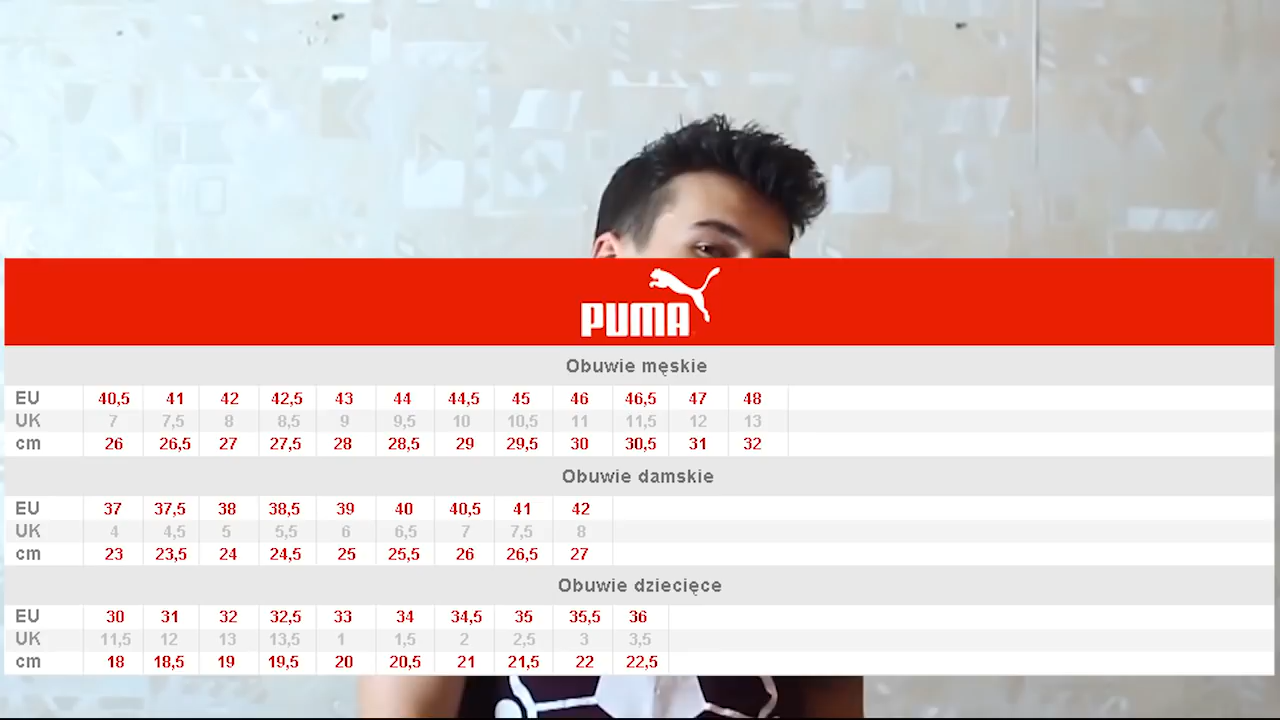 PUMA
Obuwie męskie
EU 40,5 41 42 42,5 43 44 44,5 45 46 46,5 47 48
UK 7 7,5 8 8,5 9 9,5 10 10,5 11 11,5 12 13
cm 26 26,5 27 27,5 28 28,5 29 29,5 30 30,5 31 32
Obuwie damskie
EU 37 37,5 38 38,5 39 40 40,5 41 42
UK 4 4,5 5 5,5 6 6,5 7 7,5 8
cm 23 23,5 24 24,5 25 25,5 26 26,5 27
Obuwie dziecięce
EU 30 31 32 32,5 33 34 34,5 35 35,5 36
UK 11,5 12 13 13,5 1 1,5 2 2,5 3 3,5
cm 18 18,5 19 19,5 20 20,5 21 21,5 22 22,5